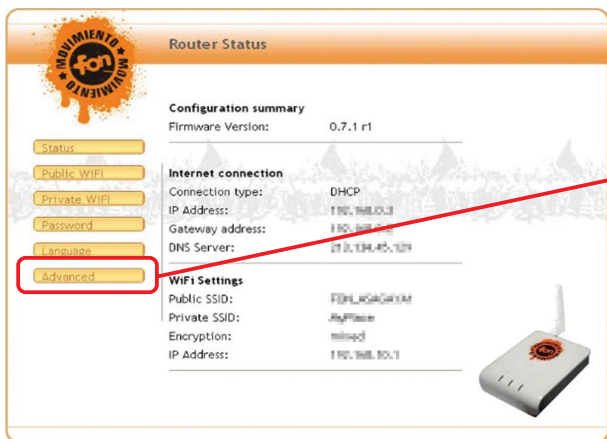 MOVIMIENTO
fon
MOVIMIENTO
Router Status
Status
Public WiFi
Private WiFi
Password
Language
Advanced
Configuration summary
Firmware Version: 0.7.1 r1
Internet connection
Connection type: DHCP
IP Address:
Gateway address:
DNS Server:
WiFi Settings
Public SSID:
Private SSID:
Encryption: mixed
IP Address: